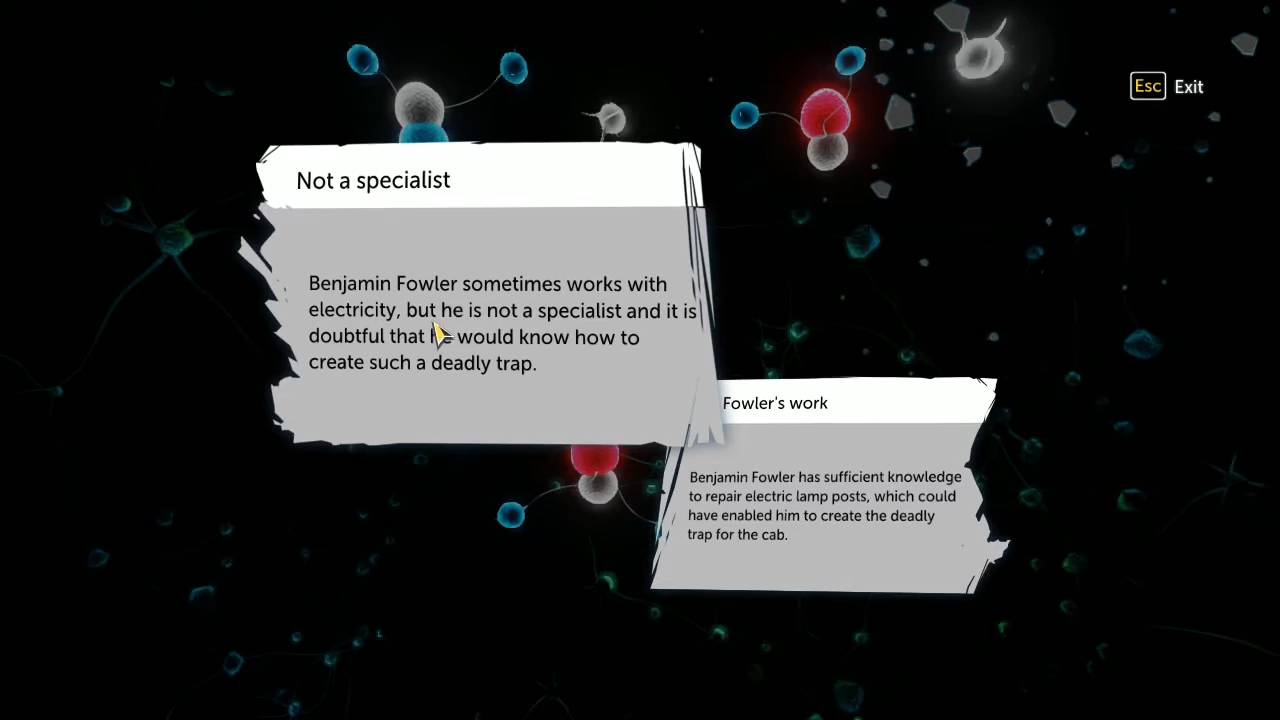 Esc Exit
Not a specialist
Benjamin Fowler sometimes works with
electricity, but he is not a specialist and it is
doubtful that he would know how to
create such a deadly trap.
Fowler's work
Benjamin Fowler has sufficient knowledge
to repair electric lamp posts, which could
have enabled him to create the deadly
trap for the cab.